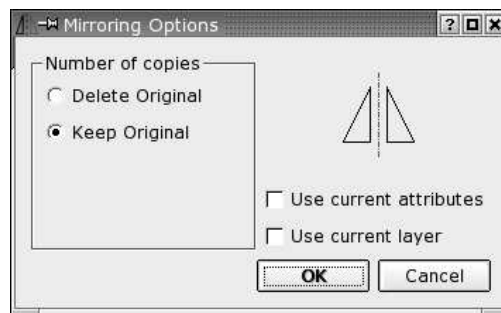 Mirroring Options
Number of copies
Delete Original
Keep Original
Use current attributes
Use current layer
OK
Cancel